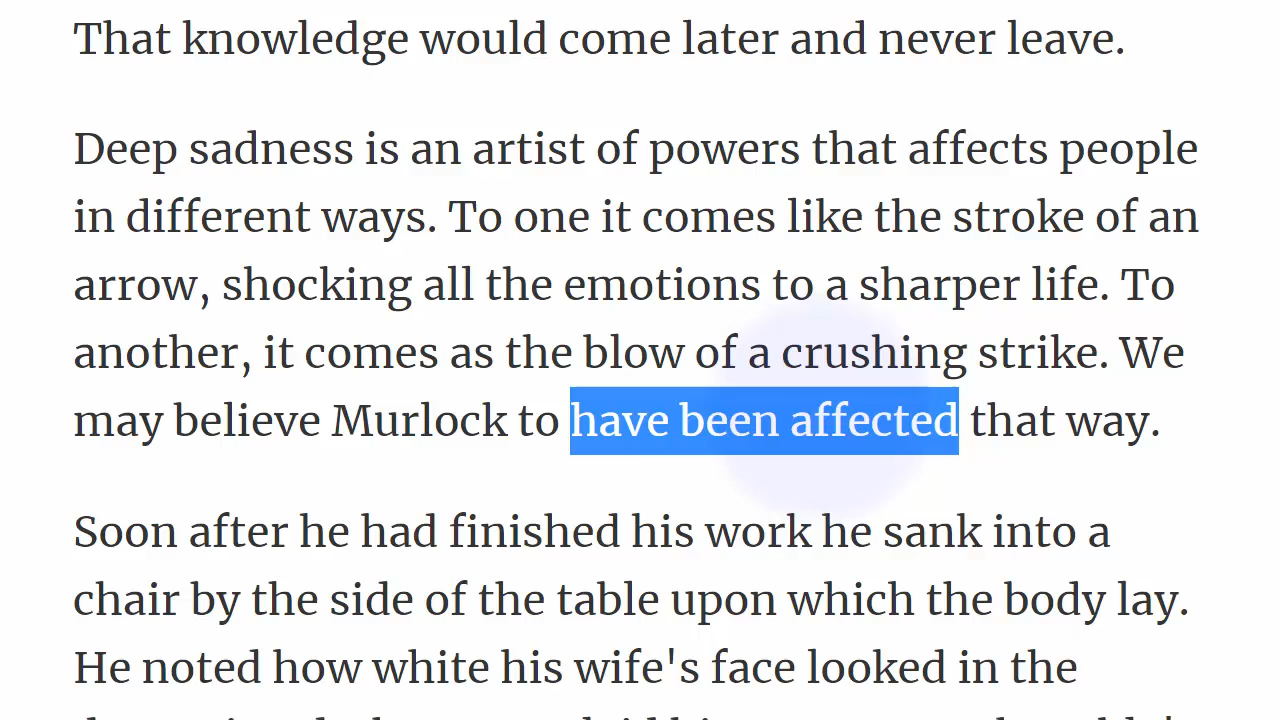 That knowledge would come later and never leave.
Deep sadness is an artist of powers that affects people
in different ways. To one it comes like the stroke of an
arrow, shocking all the emotions to a sharper life. To
another, it comes as the blow of a crushing strike. We
may believe Murlock to have been affected that way.
Soon after he had finished his work he sank into a
chair by the side of the table upon which the body lay.
He noted how white his wife's face looked in the